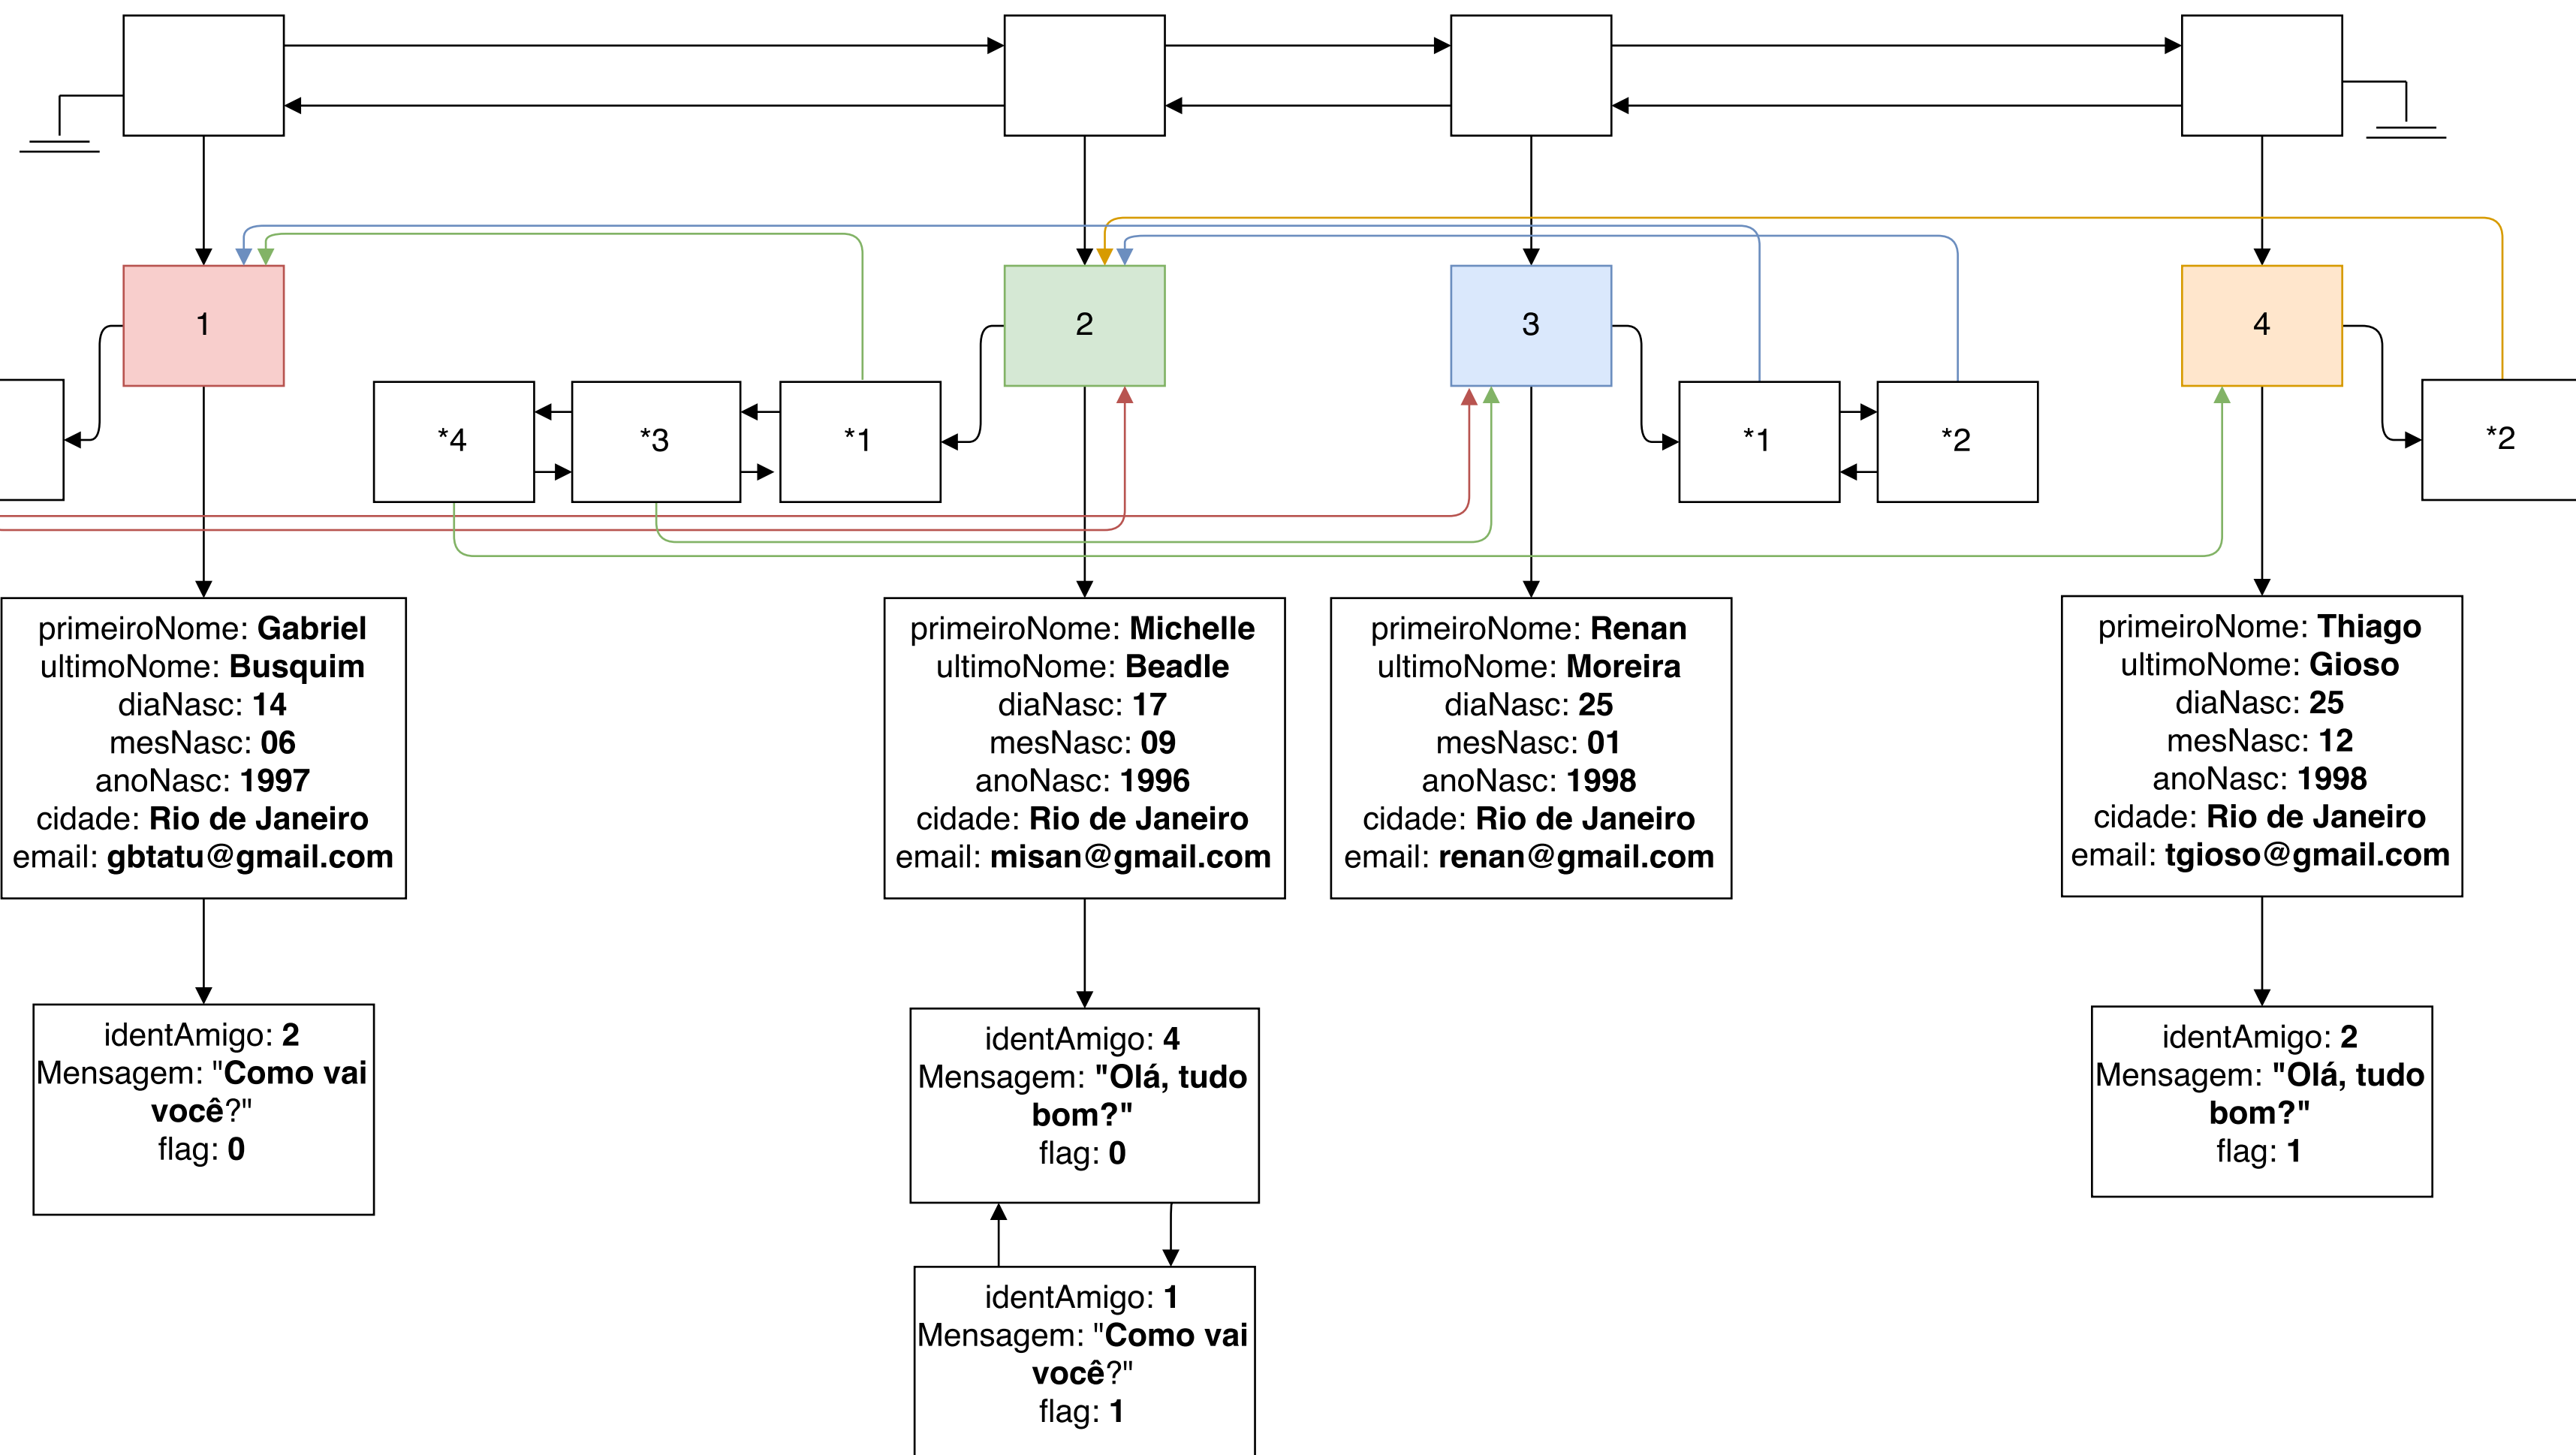 1
2
3
4
*4
*3
*1
*1
*2
*2
primeiroNome: Gabriel
ultimoNome: Busquim
diaNasc: 14
mesNasc: 06
anoNasc: 1997
cidade: Rio de Janeiro
email: gbtatu@gmail.com
primeiroNome: Michelle
ultimoNome: Beadle
diaNasc: 17
mesNasc: 09
anoNasc: 1996
cidade: Rio de Janeiro
email: misan@gmail.com
primeiroNome: Renan
ultimoNome: Moreira
diaNasc: 25
mesNasc: 01
anoNasc: 1998
cidade: Rio de Janeiro
email: renan@gmail.com
primeiroNome: Thiago
ultimoNome: Gioso
diaNasc: 25
mesNasc: 12
anoNasc: 1998
cidade: Rio de Janeiro
email: tgioso@gmail.com
identAmigo: 2
Mensagem: "Como vai
você?"
flag: 0
identAmigo: 4
Mensagem: "Olá, tudo
bom?"
flag: 0
identAmigo: 2
Mensagem: "Olá, tudo
bom?"
flag: 1
identAmigo: 1
Mensagem: "Como vai
você?"
flag: 1